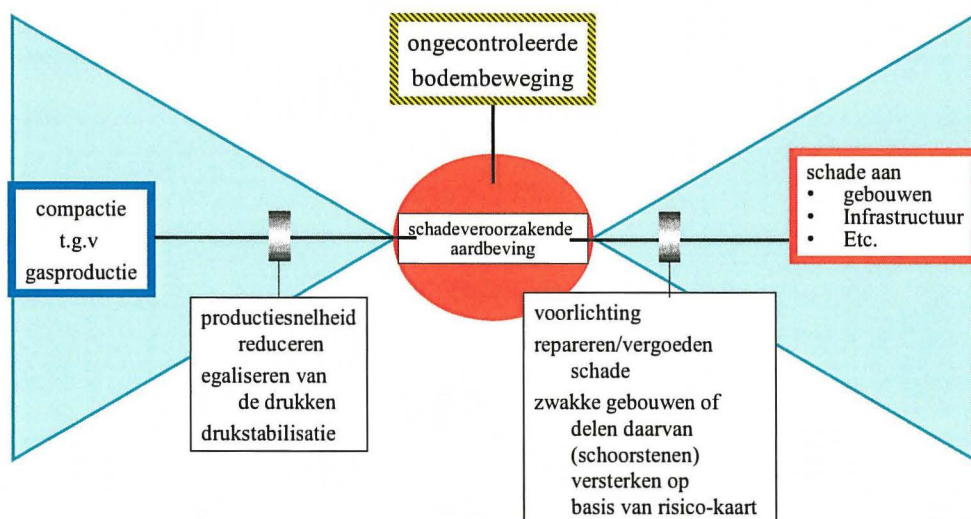 ongecontroleerde
bodembeweging
compactie
t.g.v
gasproductie
schadeveroorzakende
aardbeving
schade aan
• gebouwen
• Infrastructuur
• Etc.
productiesnelheid
reduceren
egaliseren van
de drukken
drukstabilisatie
voorlichting
repareren/vergoeden
schade
zwakke gebouwen of
delen daarvan
(schoorstenen)
versterken op
basis van risico-kaart